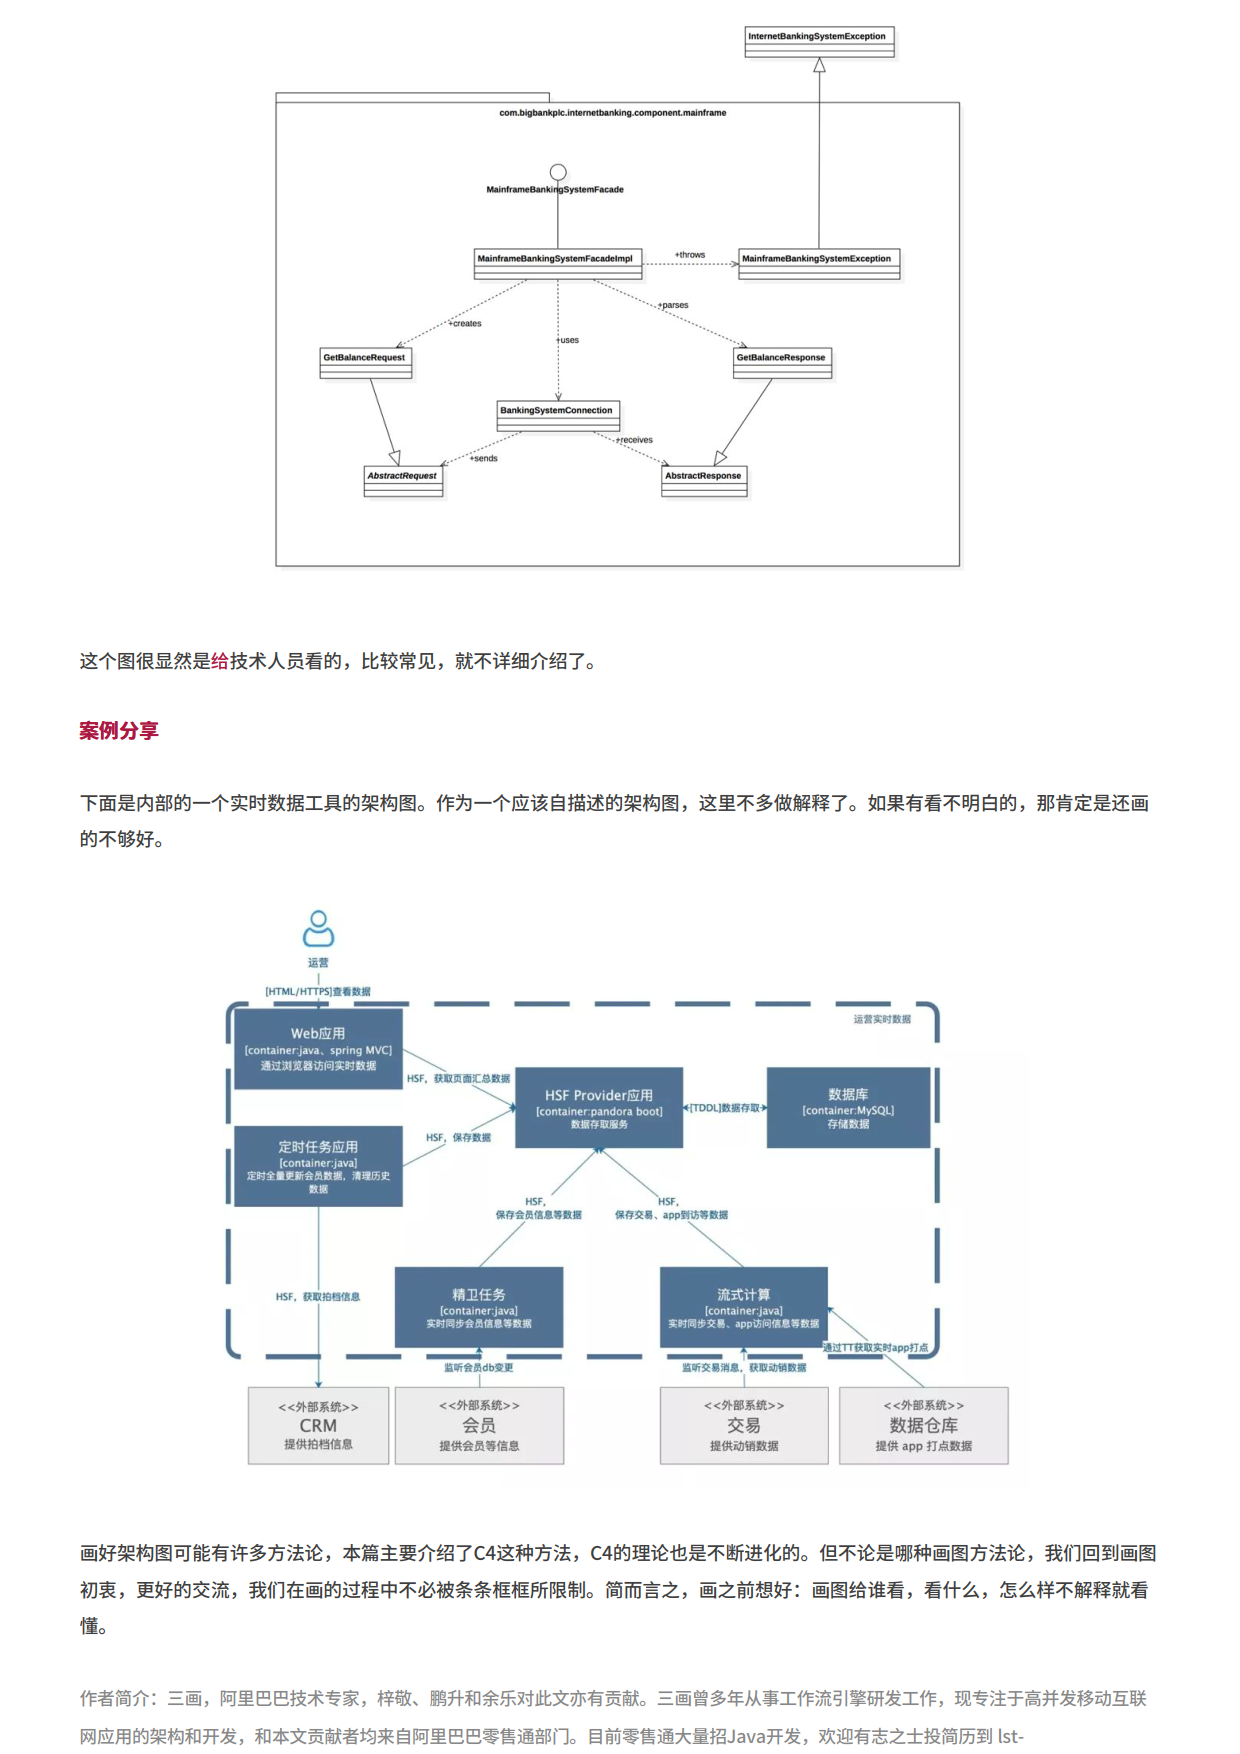 InternetBankingSystemException
com.bigbankplc.internetbanking.component.mainframe
MainframeBankingSystemFacade
MainframeBankingSystemFacadeImpl
+throws
MainframeBankingSystemException
+creates
+uses
+parses
GetBalanceRequest
GetBalanceResponse
BankingSystemConnection
+sends
+receives
AbstractRequest
AbstractResponse
这个图很显然是给技术人员看的，比较常见，就不详细介绍了。
案例分享
下面是内部的一个实时数据工具的架构图。作为一个应该自描述的架构图，这里不多做解释了。如果有看不明白的，那肯定是还画
的不够好。
运营
[HTML/HTTPS]查看数据
运营实时数据
Web应用
[container:java、spring MVC]
通过浏览器访问实时数据
HSF，获取页面汇总数据
HSF Provider应用
[container:pandora boot]
数据存取服务
[TDDL]数据存取
数据库
[container:MySQL]
存储数据
定时任务应用
[container:java]
定时全量更新会员数据，清理历史
数据
HSF，保存数据
HSF，
保存会员信息等数据
HSF，
保存交易、app到访等数据
HSF，获取拍档信息
精卫任务
[container:java]
实时同步会员信息等数据
流式计算
[container:java]
实时同步交易、app访问信息等数据
通过TT获取实时app打点
监听会员db变更
监听交易消息，获取动销数据
<<外部系统>>
CRM
提供拍档信息
<<外部系统>>
会员
提供会员等信息
<<外部系统>>
交易
提供动销数据
<<外部系统>>
数据仓库
提供 app 打点数据
画好架构图可能有许多方法论，本篇主要介绍了C4这种方法，C4的理论也是不断进化的。但不论是哪种画图方法论，我们回到画图
初衷，更好的交流，我们在画的过程中不必被条条框框所限制。简而言之，画之前想好：画图给谁看，看什么，怎么样不解释就看
懂。
作者简介：三画，阿里巴巴技术专家，梓敬、鹏升和余乐对此文亦有贡献。三画曾多年从事工作流引擎研发工作，现专注于高并发移动互联
网应用的架构和开发，和本文贡献者均来自阿里巴巴零售通部门。目前零售通大量招Java开发，欢迎有志之士投简历到 lst-